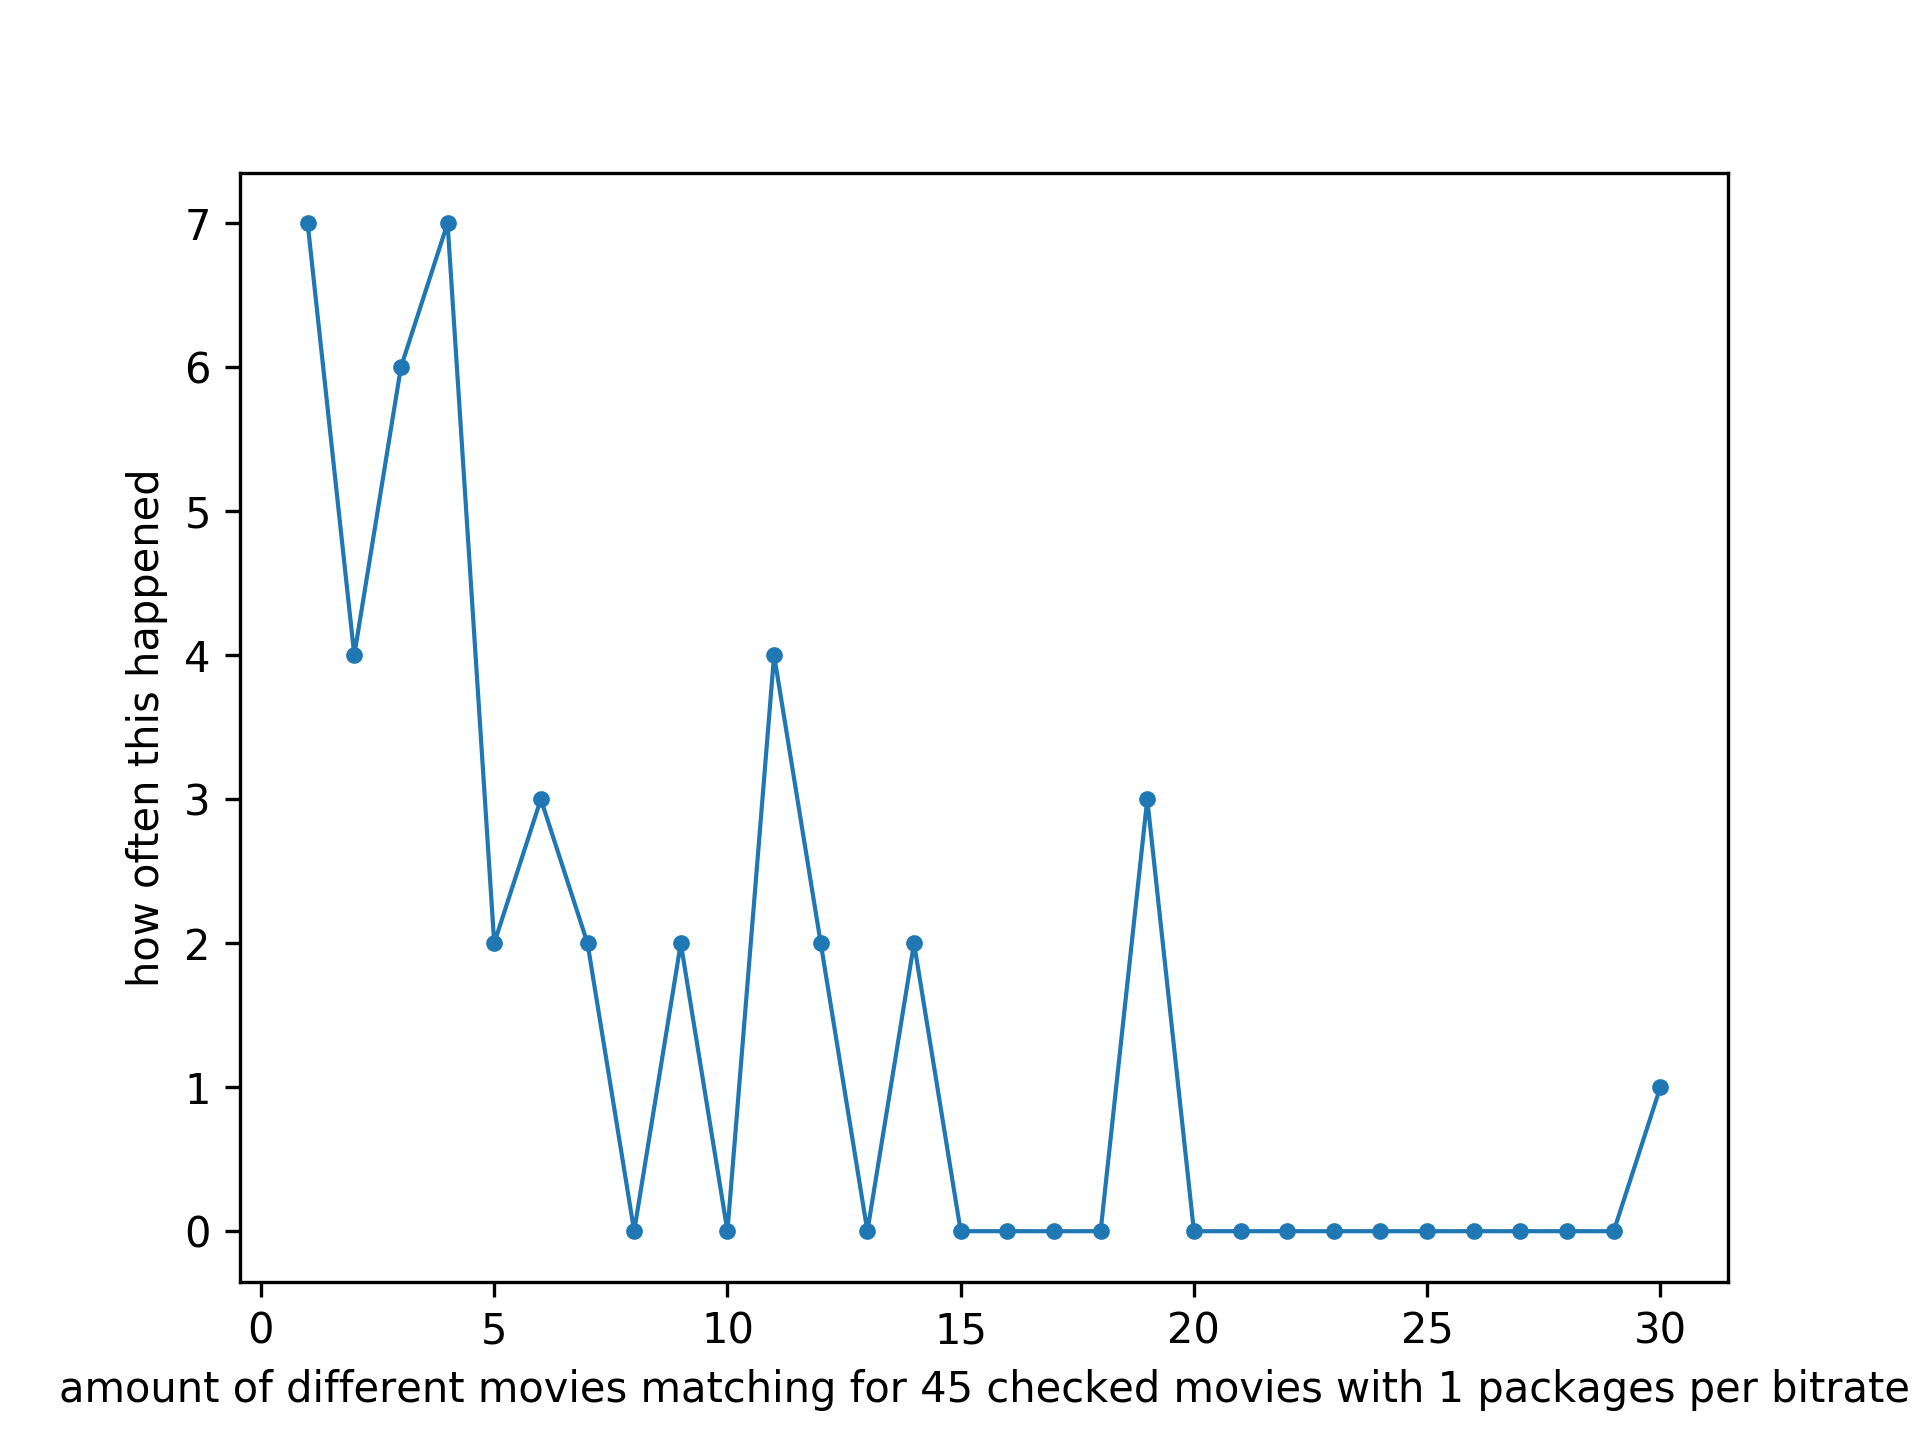 7
6
5
4
3
2
1
0
how often this happened
0 5 10 15 20 25 30
amount of different movies matching for 45 checked movies with 1 packages per bitrate